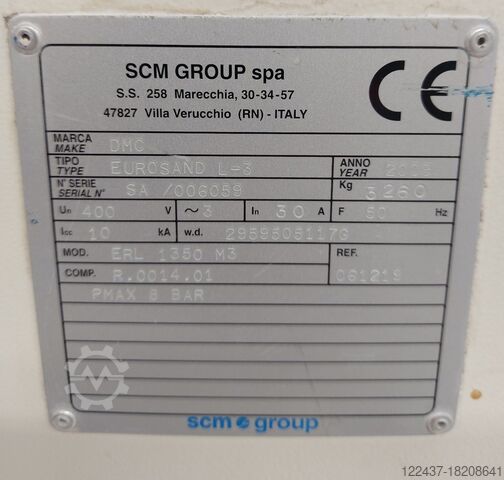 SCM GROUP spa
S.S. 258 Marecchia, 30-34-57
47827 Villa Verucchio (RN) - ITALY
CE
MARCA MAKE DMC
TIPO TYPE EUROSAND L-3 ANNO YEAR
N° SERIE SERIAL N° SA /006059 Kg 3260
Un 400 V ~ 3 In 30 A F 50 Hz
Icc 10 kA w.d. 29595051176
MOD. ERL 1350 M3 REF.
COMP. R.0014.01 061219
PMAX 8 BAR
scm group
122437-18208641